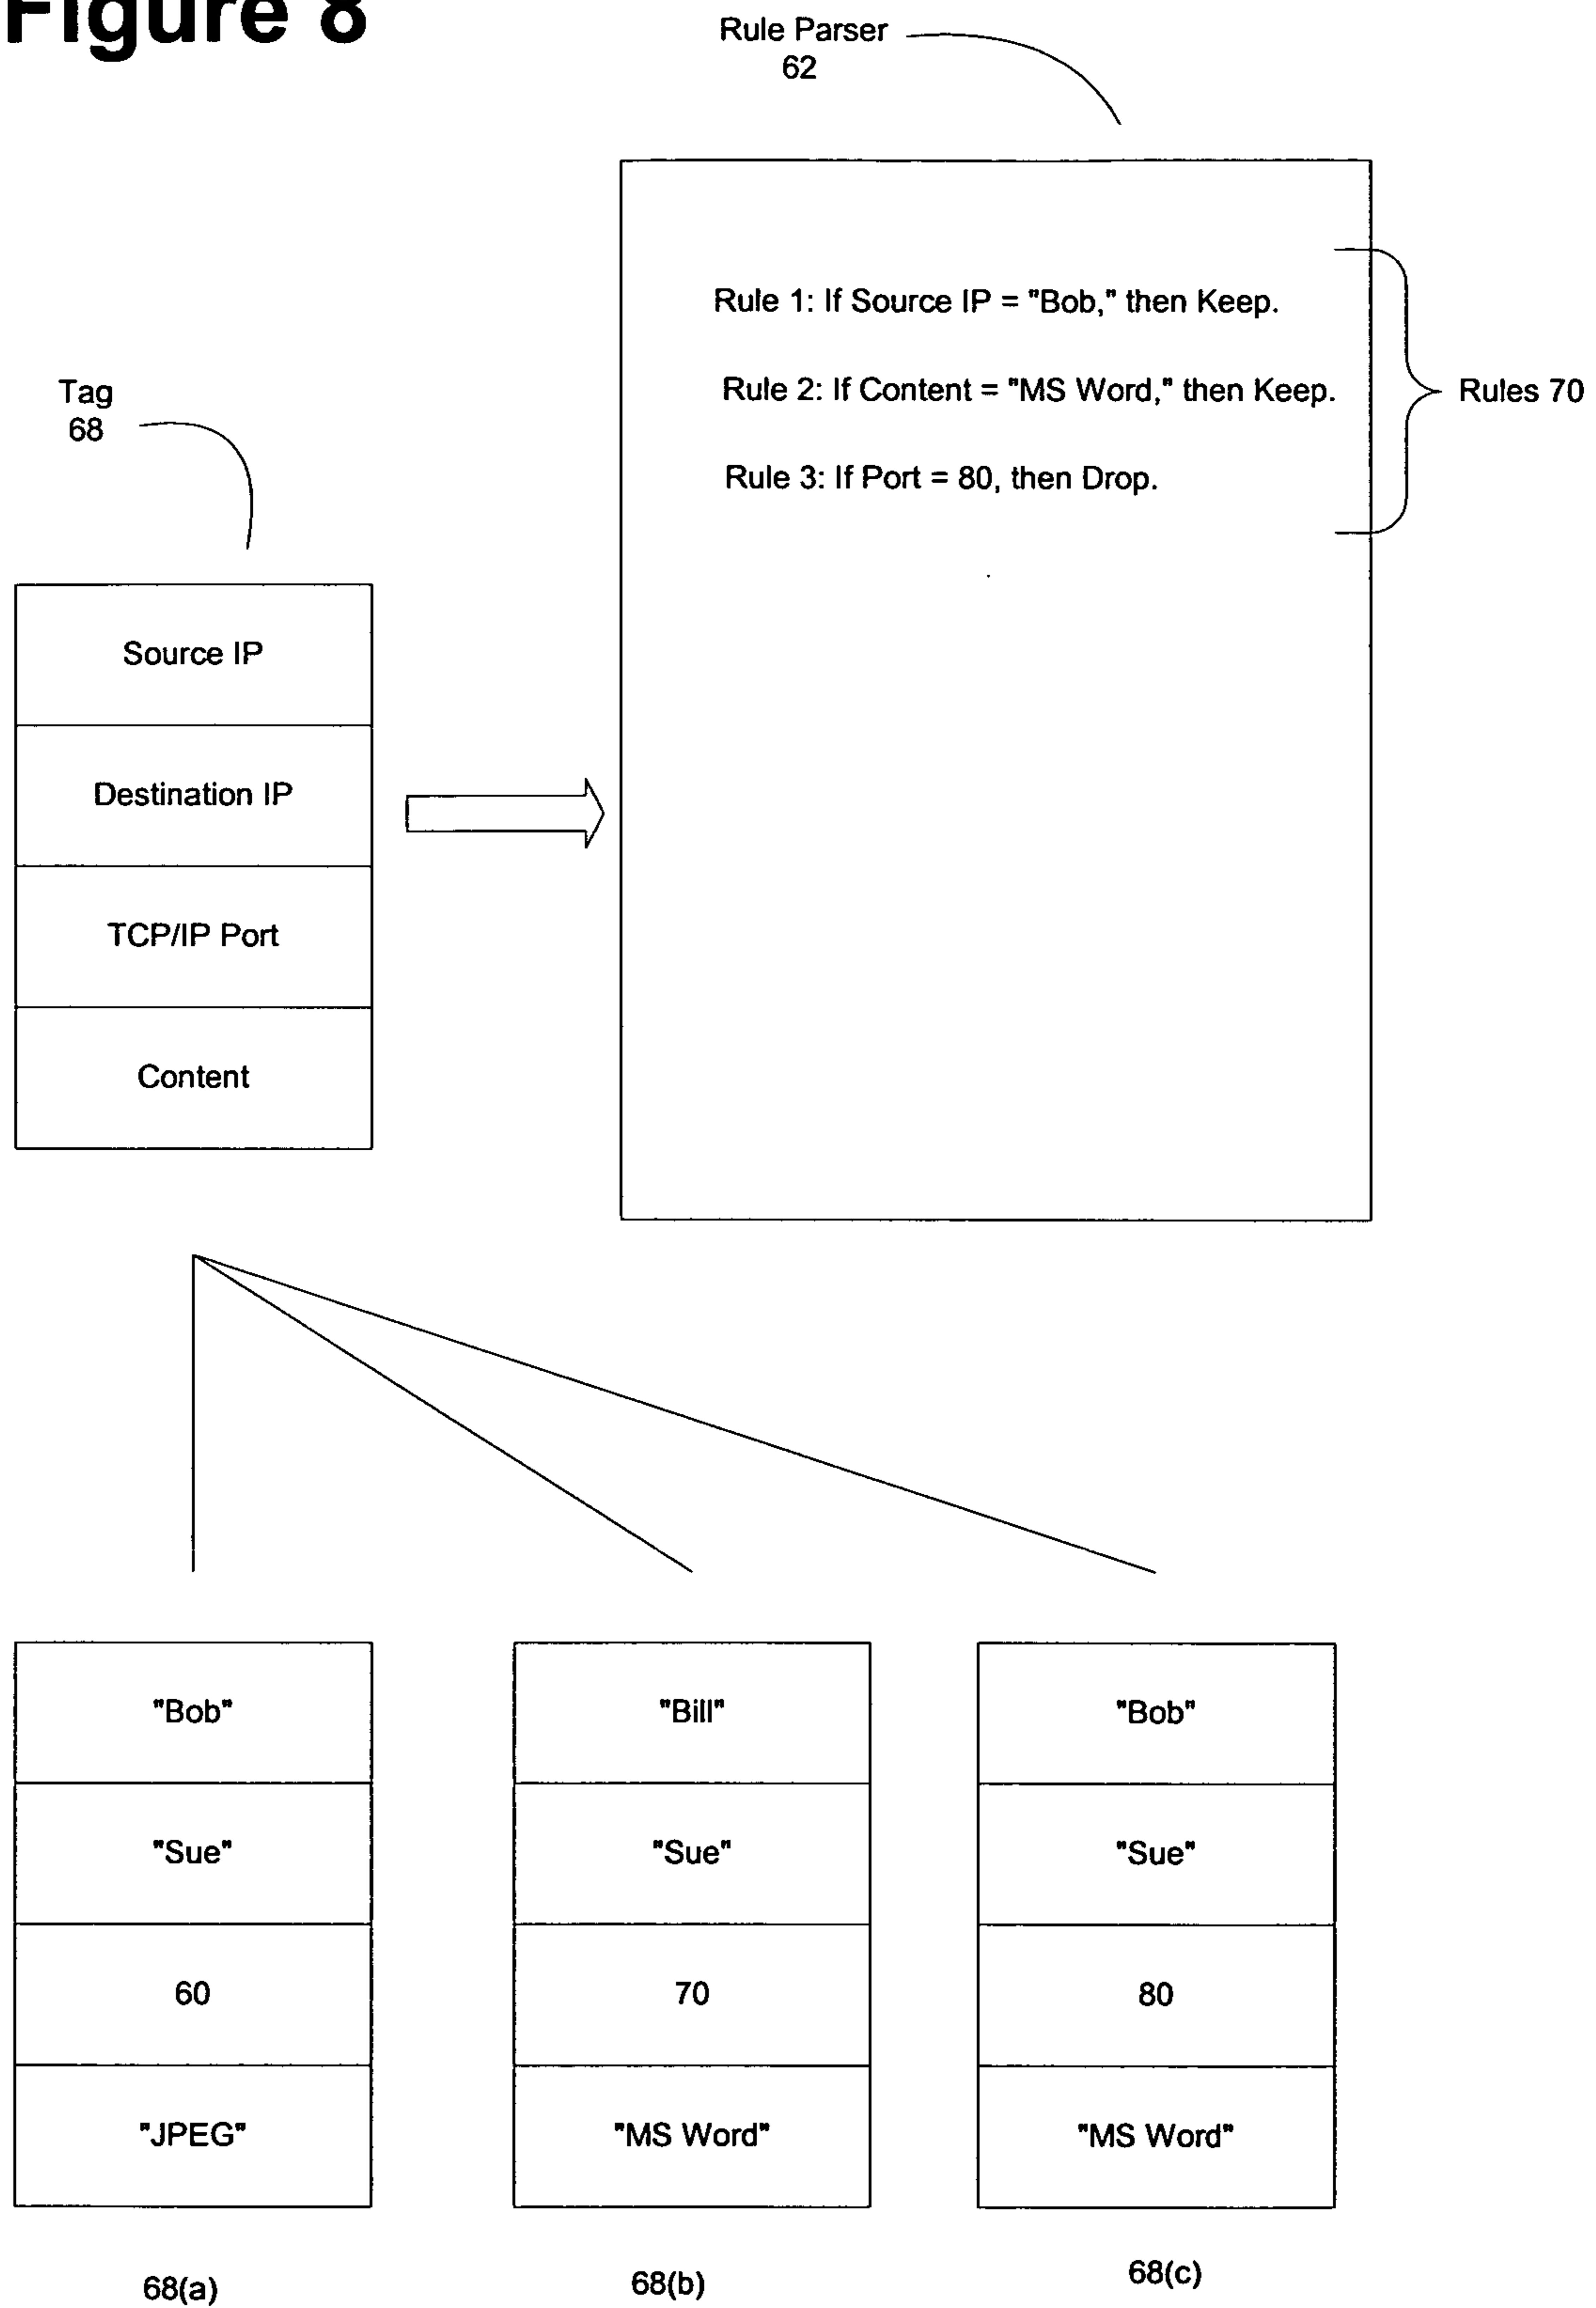 Figure 8
Rule Parser
62
Rule 1: If Source IP = "Bob," then Keep.
Rule 2: If Content = "MS Word," then Keep.
Rule 3: If Port = 80, then Drop.
Rules 70
Tag
68
Source IP
Destination IP
TCP/IP Port
Content
"Bob"
"Sue"
60
"JPEG"
68(a)
"Bill"
"Sue"
70
"MS Word"
68(b)
"Bob"
"Sue"
80
"MS Word"
68(c)